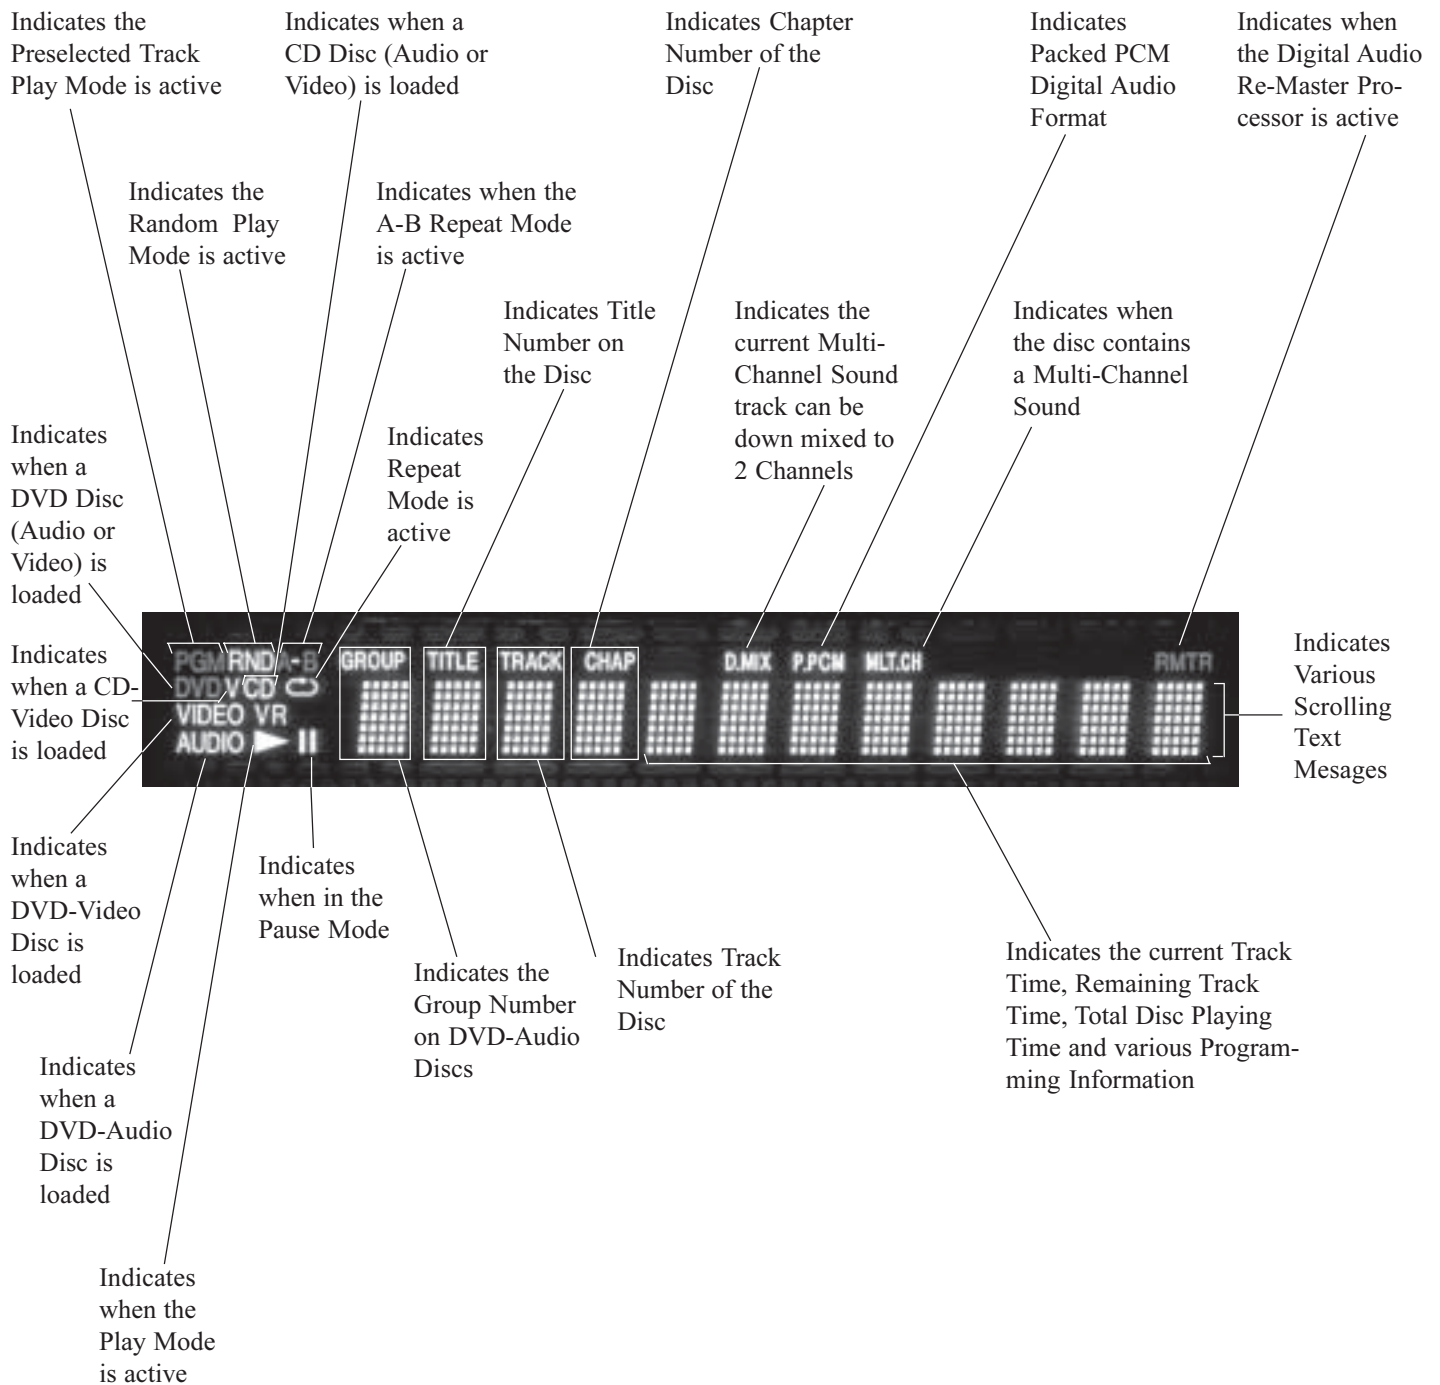 Indicates the
Preselected Track
Play Mode is active
Indicates when a
CD Disc (Audio or
Video) is loaded
Indicates Chapter
Number of the
Disc
Indicates
Packed PCM
Digital Audio
Format
Indicates when
the Digital Audio
Re-Master Pro-
cessor is active
Indicates the
Random Play
Mode is active
Indicates when the
A-B Repeat Mode
is active
Indicates Title
Number on
the Disc
Indicates the
current Multi-
Channel Sound
track can be
down mixed to
2 Channels
Indicates when
the disc contains
a Multi-Channel
Sound
Indicates
when a
DVD Disc
(Audio or
Video) is
loaded
Indicates
Repeat
Mode is
active
Indicates
when a CD-
Video Disc
is loaded
PGM RND A-B GROUP TITLE TRACK CHAP D.MIX P.PCM MLT.CH RMTR
DVD VCD
VIDEO VR
AUDIO
Indicates
Various
Scrolling
Text
Mesages
Indicates
when a
DVD-Video
Disc is
loaded
Indicates
when in the
Pause Mode
Indicates the
Group Number
on DVD-Audio
Discs
Indicates Track
Number of the
Disc
Indicates the current Track
Time, Remaining Track
Time, Total Disc Playing
Time and various Program-
ming Information
Indicates
when a
DVD-Audio
Disc is
loaded
Indicates
when the
Play Mode
is active